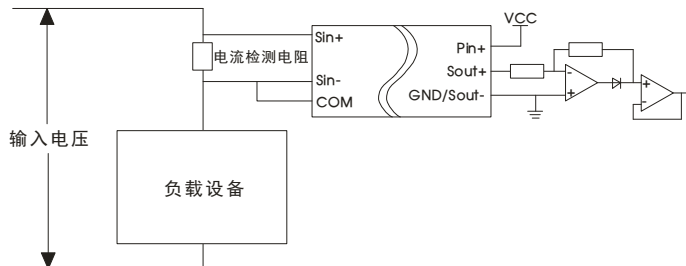 VCC
Sin+
Pin+
电流检测电阻
Sout+
Sin-
GND/Sout-
COM
输入电压
负载设备
-
+
+
-